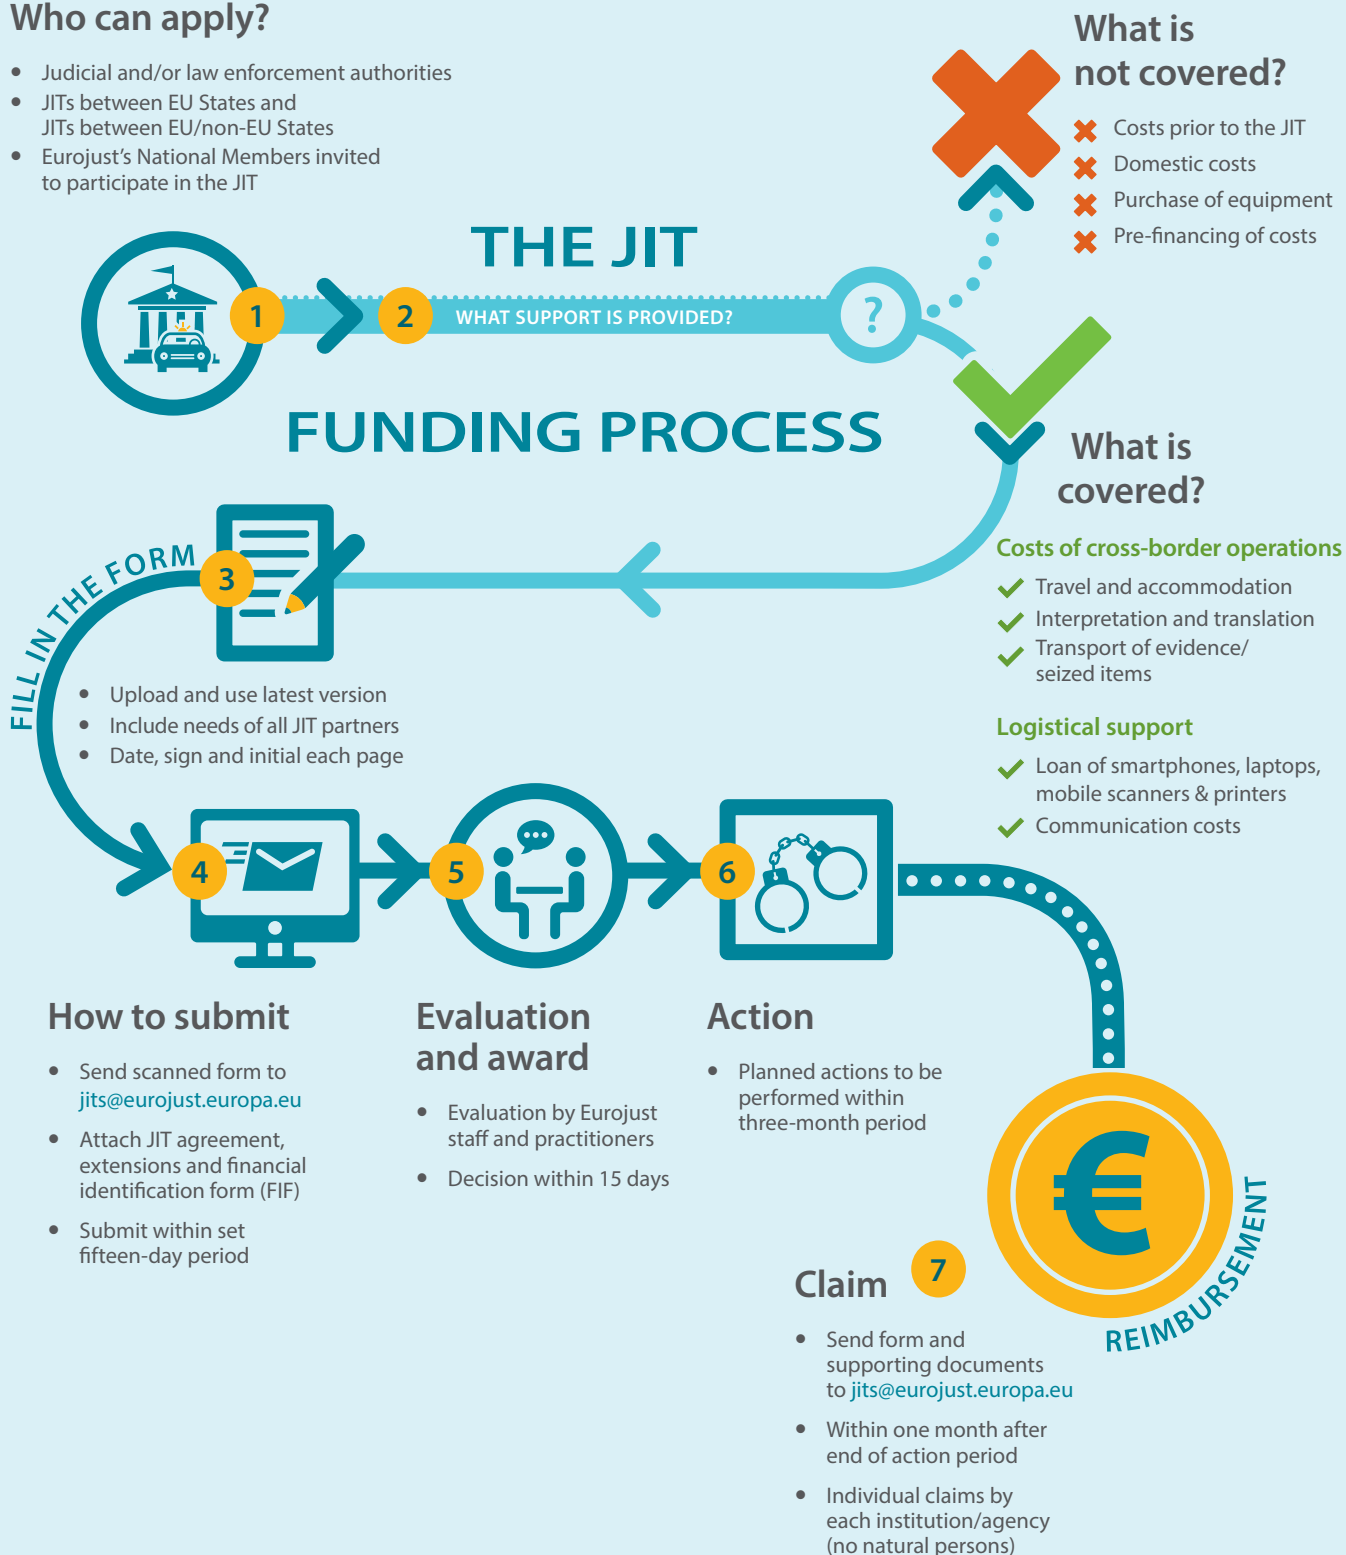 Who can apply?
• Judicial and/or law enforcement authorities
• JITs between EU States and
JITs between EU/non-EU States
• Eurojust's National Members invited
to participate in the JIT
What is
not covered?
Costs prior to the JIT
Domestic costs
Purchase of equipment
Pre-financing of costs
THE JIT
1
2
WHAT SUPPORT IS PROVIDED?
?
FUNDING PROCESS
What is
covered?
Costs of cross-border operations
Travel and accommodation
Interpretation and translation
Transport of evidence/
seized items
Logistical support
Loan of smartphones, laptops,
mobile scanners & printers
Communication costs
3
FILL IN THE FORM
• Upload and use latest version
• Include needs of all JIT partners
• Date, sign and initial each page
4
How to submit
• Send scanned form to
jits@eurojust.europa.eu
• Attach JIT agreement,
extensions and financial
identification form (FIF)
• Submit within set
fifteen-day period
5
Evaluation
and award
• Evaluation by Eurojust
staff and practitioners
• Decision within 15 days
6
Action
• Planned actions to be
performed within
three-month period
€
REIMBURSEMENT
7
Claim
• Send form and
supporting documents
to jits@eurojust.europa.eu
• Within one month after
end of action period
• Individual claims by
each institution/agency
(no natural persons)